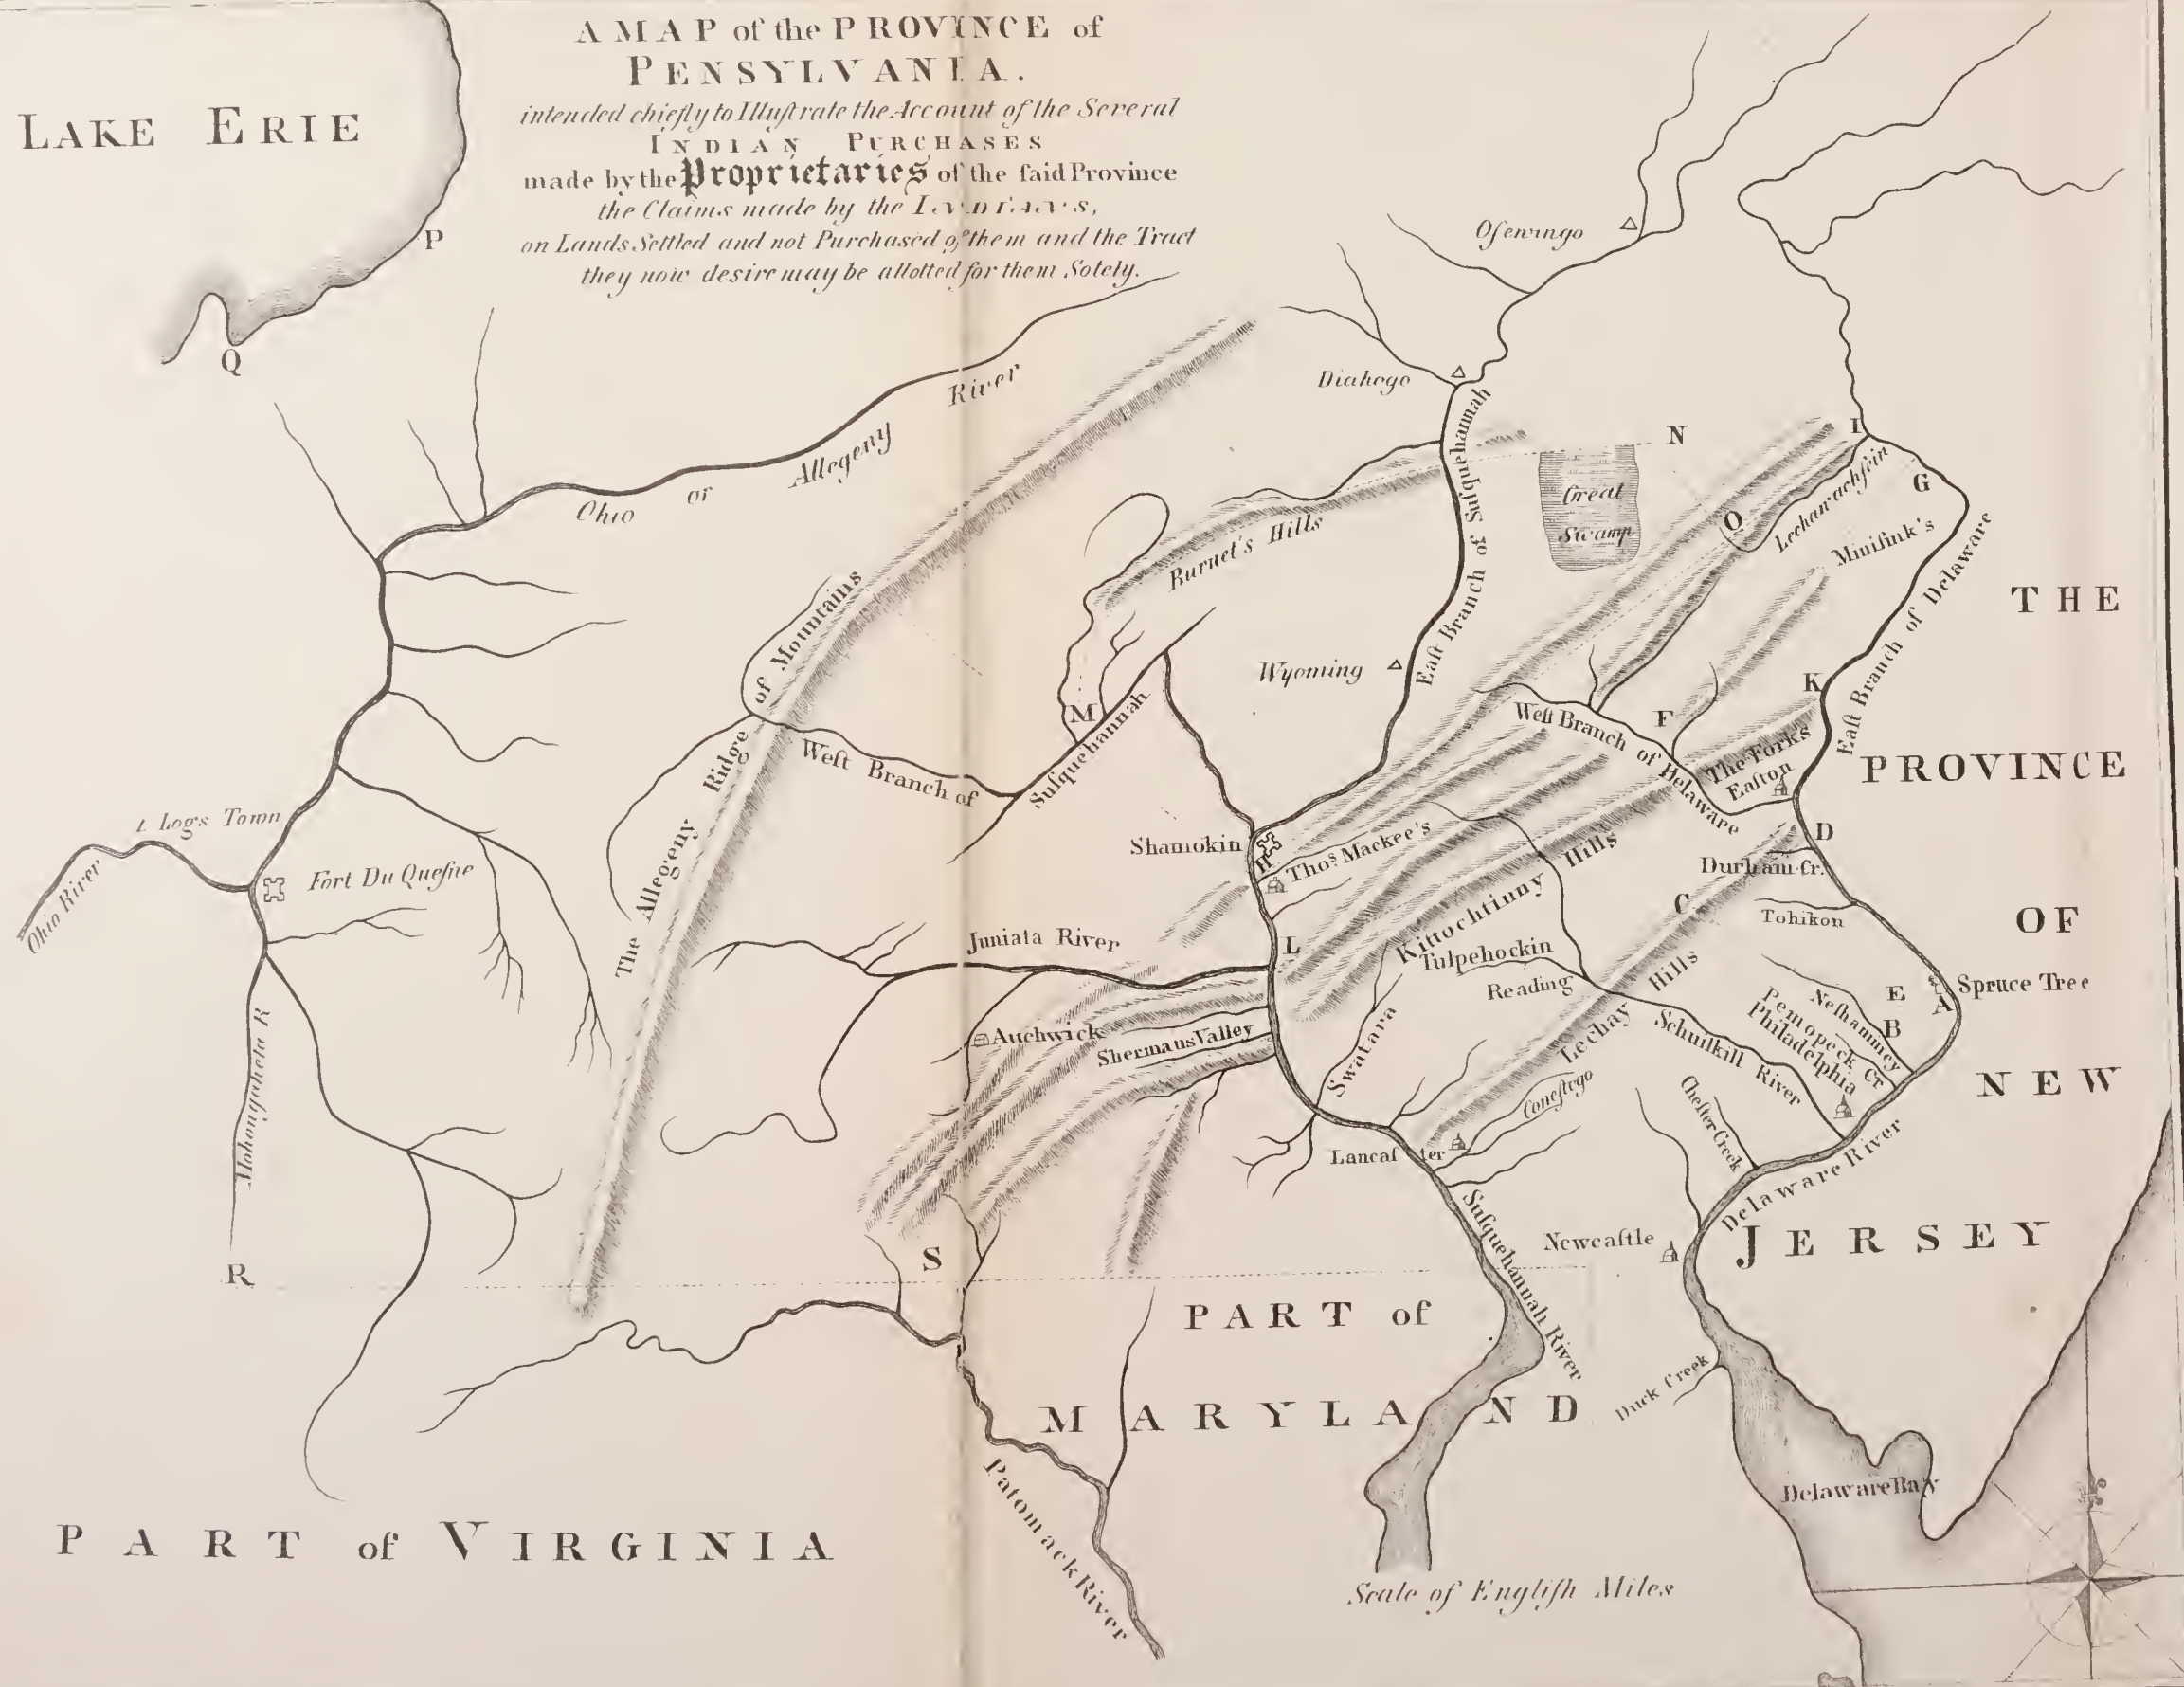 A MAP of the PROVINCE of
PENSYLVANIA.
intended chiefly to Illuſtrate the Account of the Several
INDIAN PURCHASES
made by the Proprietaries of the ſaid Province
the Claims made by the INDIANS,
on Lands Settled and not Purchased of them and the Tract
they now desire may be allotted for them Solely.
LAKE ERIE
P
Q
Oſewingo
Diahogo
River
Allegeny
or
Ohio
N
I
G
Great
Swamp
O
Lechawachſein
Miniſink's
Burnet's Hills
Eaſt Branch of Suſquehannah
Eaſt Branch of Delaware
THE
PROVINCE
OF
NEW
JERSEY
Wyoming
M
K
F
Weſt Branch of Delaware
The Forks
Eaſton
The Allegeny Ridge of Mountains
Weſt Branch of Suſquehannah
Logs Town
Ohio River
Fort Du Queſne
Shamokin
H
Thoˢ Mackee's
D
Durham Cr.
C
Tohikon
Kittochtinny Hills
Tulpehockin
Reading
L
Juniata River
Spruce Tree
A
E
B
Neſhammey
Pemopeck Cr
Philadelphia
Lechay Hills
Schuilkill River
Auchwick
Shermans Valley
Swatara
Coneſtogo
Cheſter Creek
Lancaſter
Mohongahela R
Delaware River
Suſquehannah River
Newcaſtle
R
S
PART of
MARYLAND
Duck Creek
Delaware Bay
Patomack River
PART of VIRGINIA
Scale of Engliſh Miles